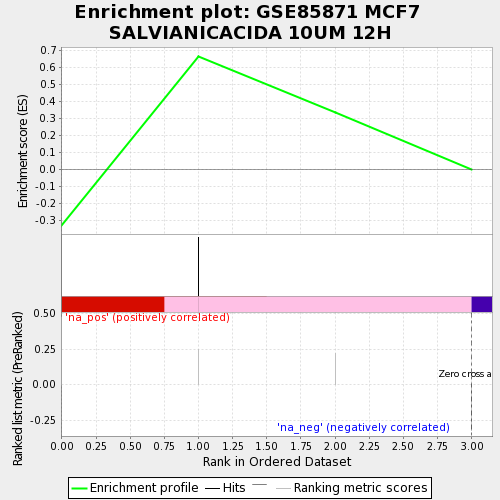 Enrichment plot: GSE85871 MCF7
SALVIANICACIDA 10UM 12H
Enrichment score (ES)
0.7
0.6
0.5
0.4
0.3
0.2
0.1
0.0
-0.1
-0.2
-0.3
Ranked list metric (PreRanked)
0.50
0.25
0.00
-0.25
'na_pos' (positively correlated)
Zero cross a
'na_neg' (negatively correlated)
0.00 0.25 0.50 0.75 1.00 1.25 1.50 1.75 2.00 2.25 2.50 2.75 3.00
Rank in Ordered Dataset
Enrichment profile Hits Ranking metric scores